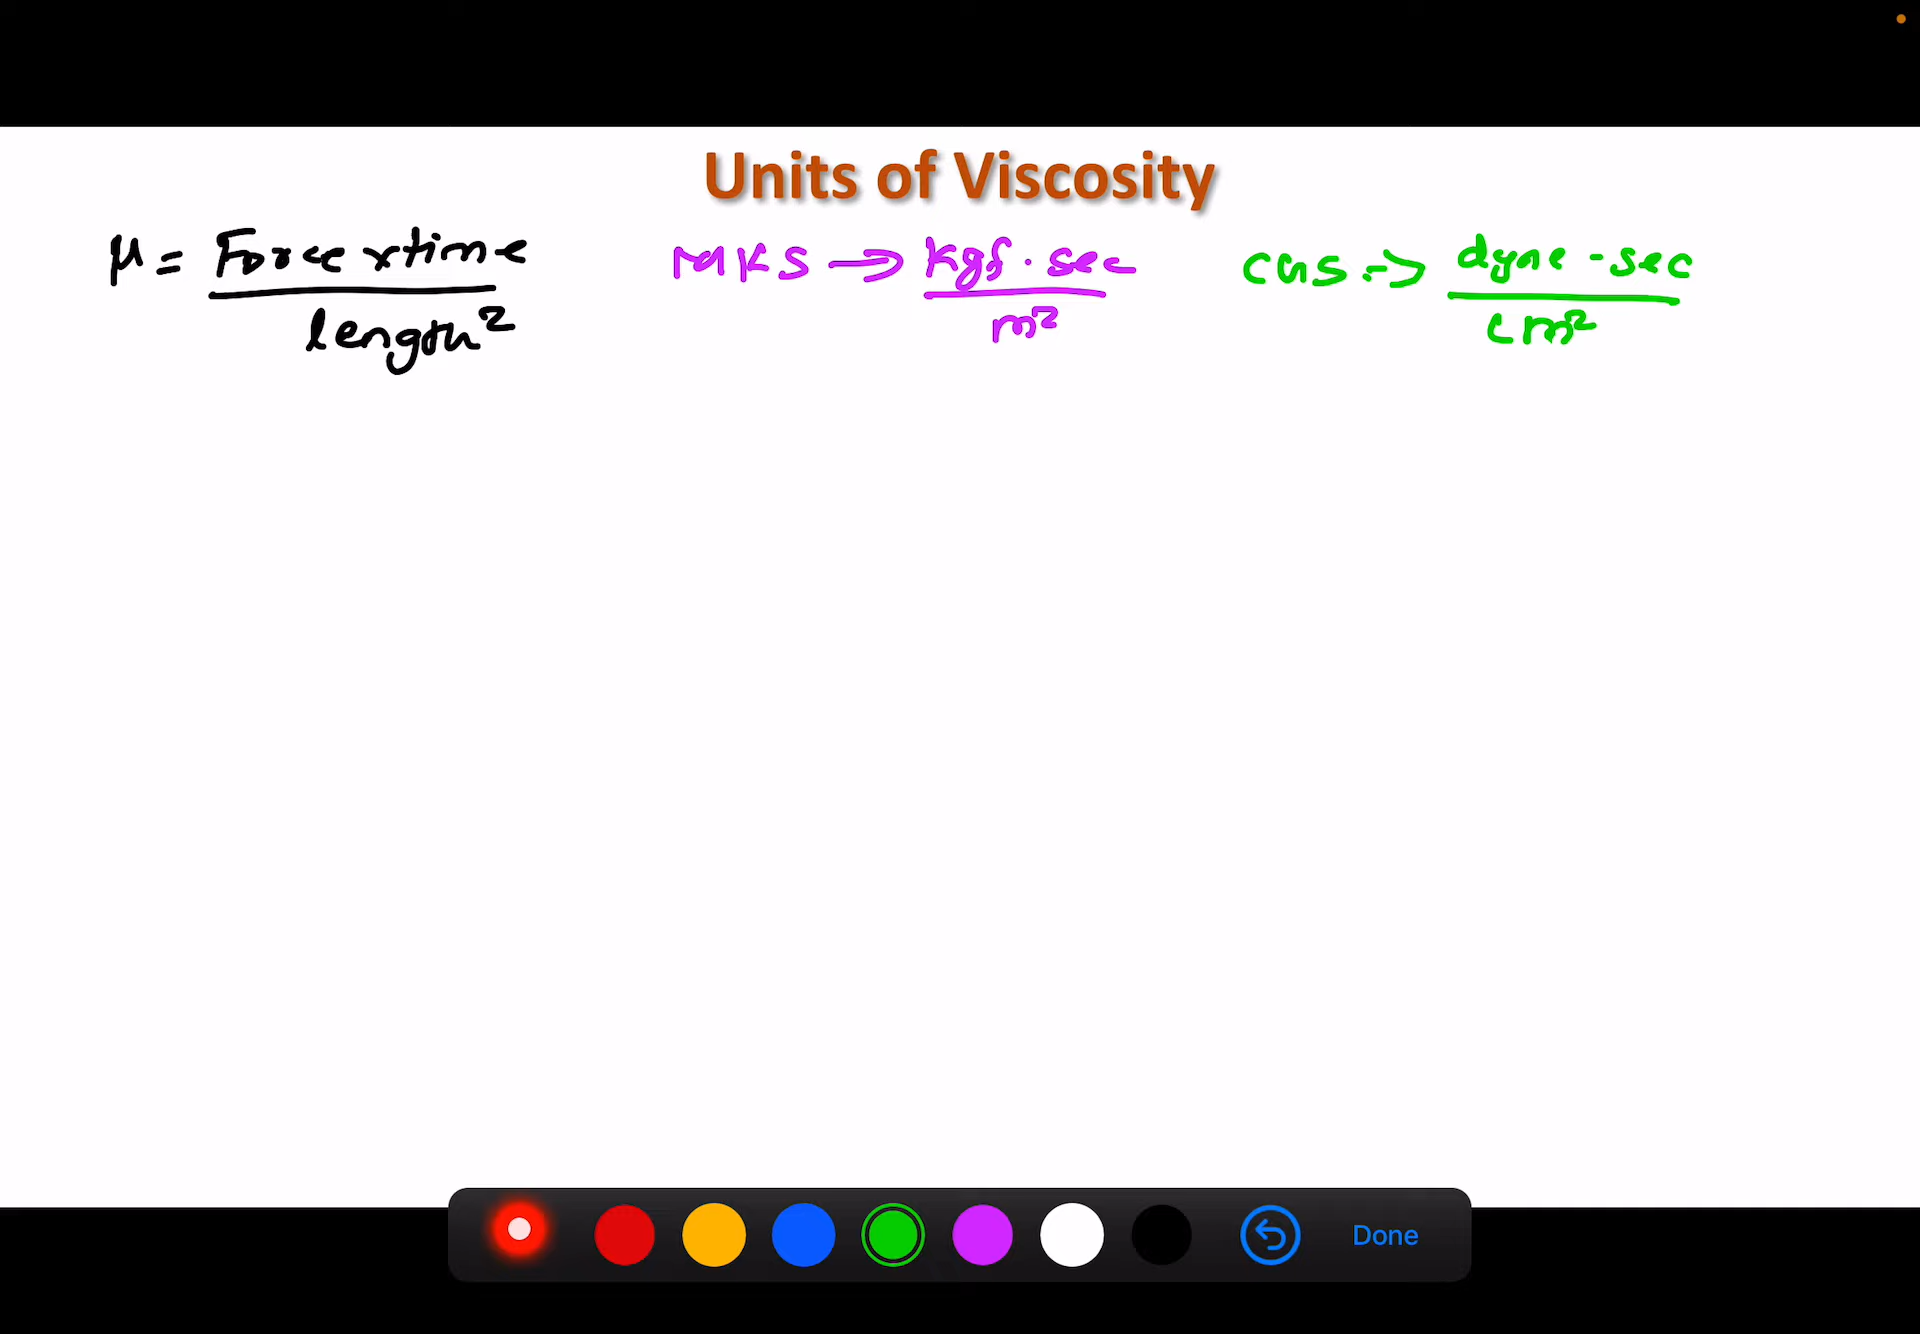 Units of Viscosity
μ = Force x time
length²
MKS → kgf · sec
m²
CGS :→ dyne - sec
cm²
Done